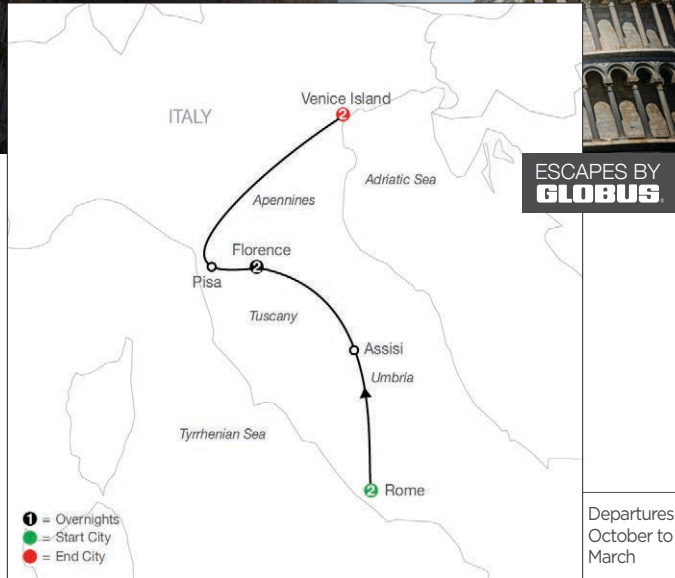 Venice Island
2
ITALY
Adriatic Sea
ESCAPES BY
GLOBUS.
Apennines
Florence
2
Pisa
Tuscany
Assisi
Umbria
Tyrrhenian Sea
2 Rome
1 = Overnights
= Start City
= End City
Departures
October to
March